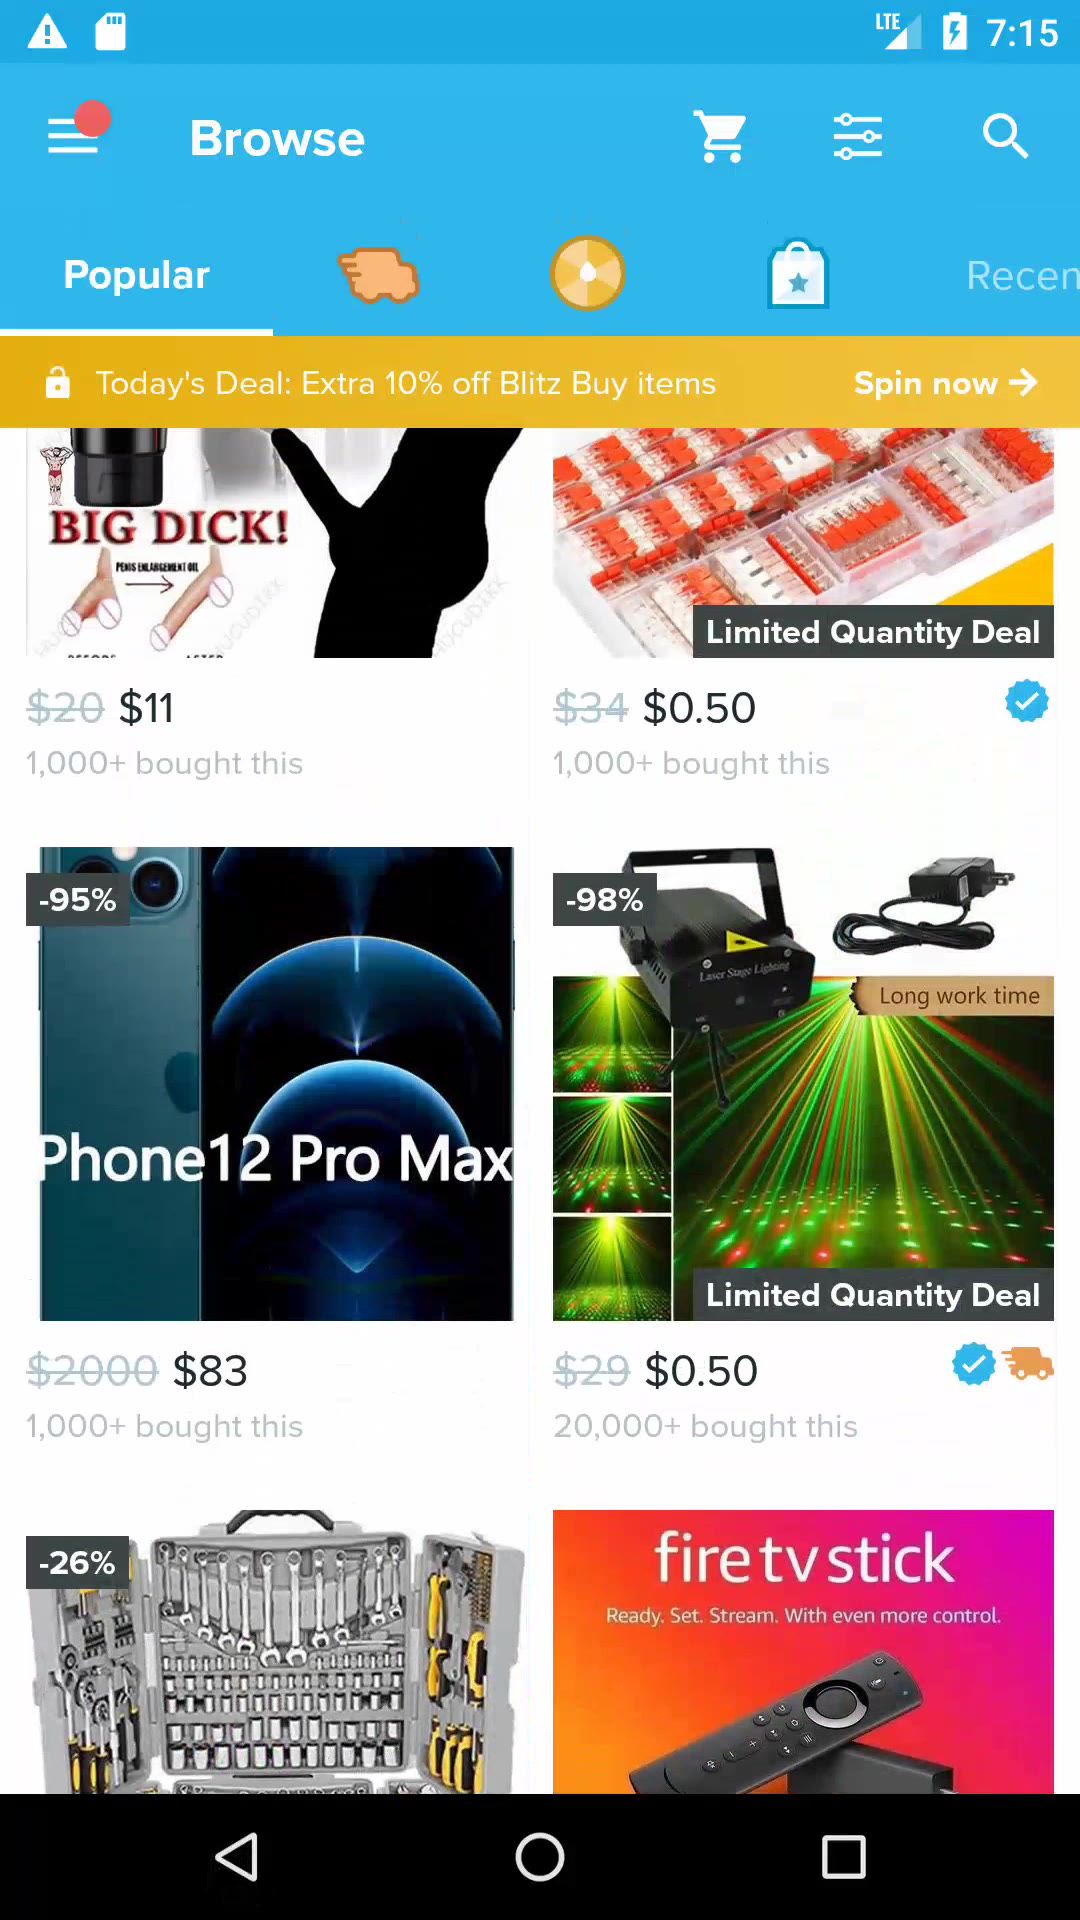 LTE 7:15
Browse
Popular
Recen
Today's Deal: Extra 10% off Blitz Buy items
Spin now →
BIG DICK!
PENIS ENLARGEMENT OIL
HUCUDIKK
$20 $11
1,000+ bought this
Limited Quantity Deal
$34 $0.50
1,000+ bought this
-95%
Phone12 Pro Max
$2000 $83
1,000+ bought this
-98%
Laser Stage Lighting
Long work time
Limited Quantity Deal
$29 $0.50
20,000+ bought this
-26%
fire tv stick
Ready. Set. Stream. With even more control.